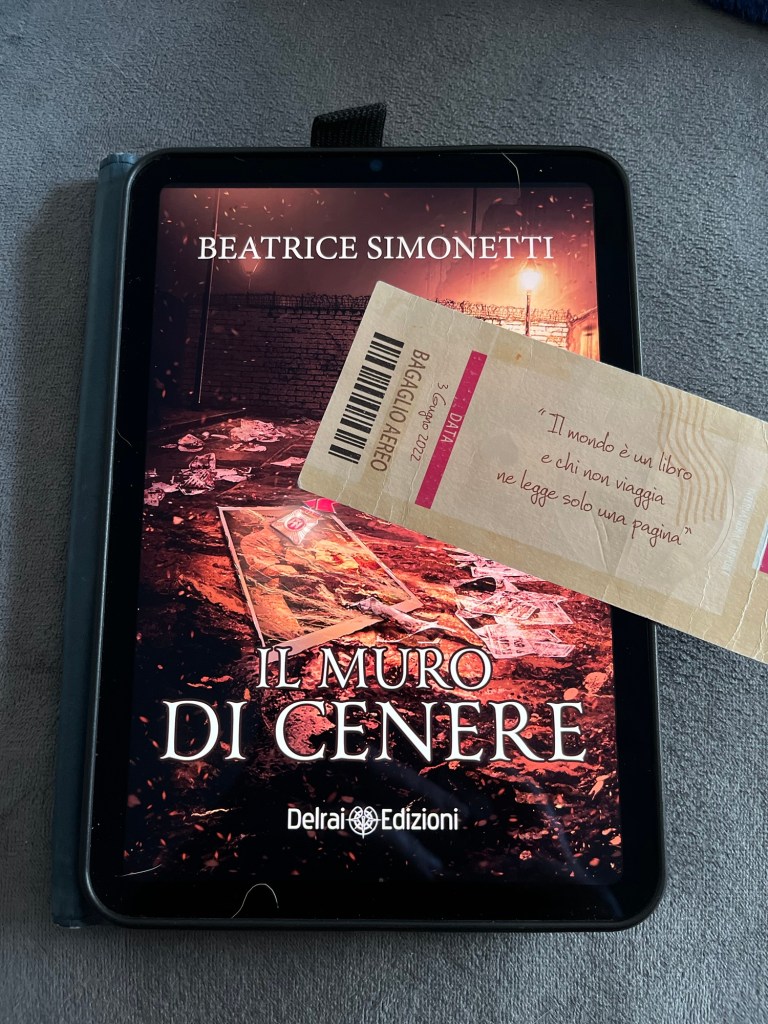 BEATRICE SIMONETTI
BAGAGLIO AEREO
DATA
3 Giugno 2022
"Il mondo è un libro
e chi non viaggia
ne legge solo una pagina"
IL MURO
DI CENERE
Delrai Edizioni